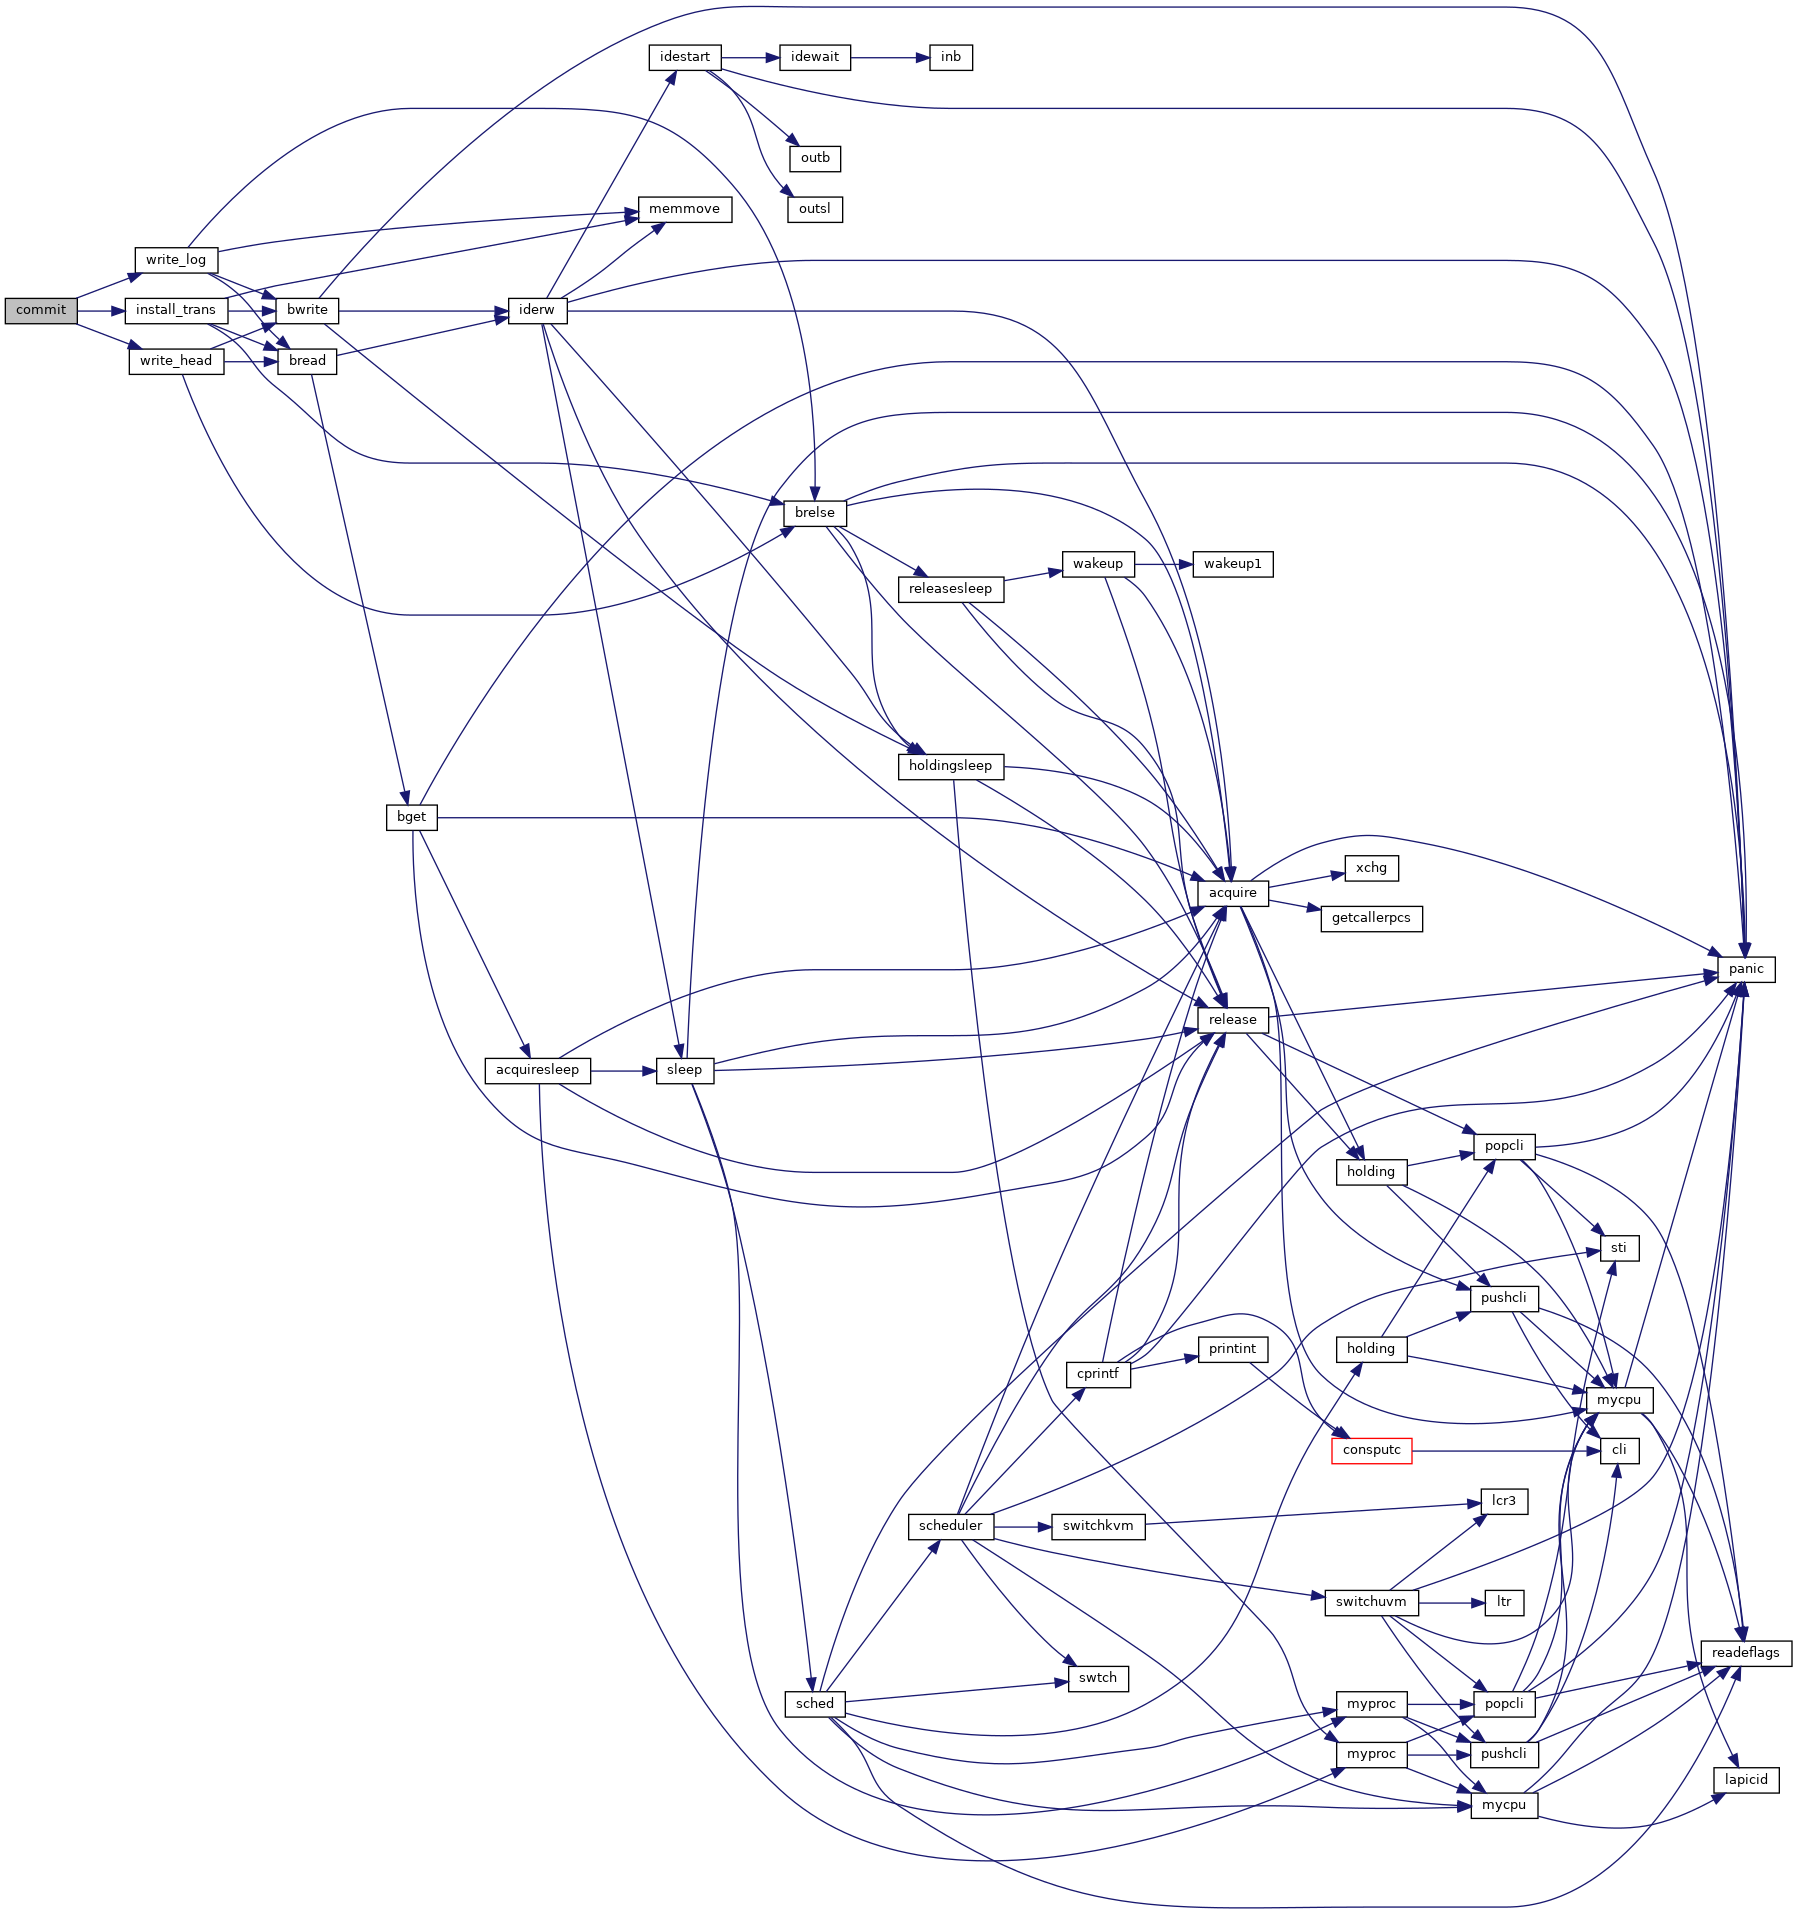 idestart
idewait
inb
outb
outsl
memmove
write_log
commit
install_trans
bwrite
iderw
write_head
bread
brelse
wakeup
wakeup1
releasesleep
holdingsleep
bget
xchg
acquire
getcallerpcs
panic
release
acquiresleep
sleep
popcli
holding
sti
pushcli
printint
holding
cprintf
mycpu
consputc
cli
lcr3
scheduler
switchkvm
switchuvm
ltr
readeflags
swtch
sched
myproc
popcli
myproc
pushcli
lapicid
mycpu